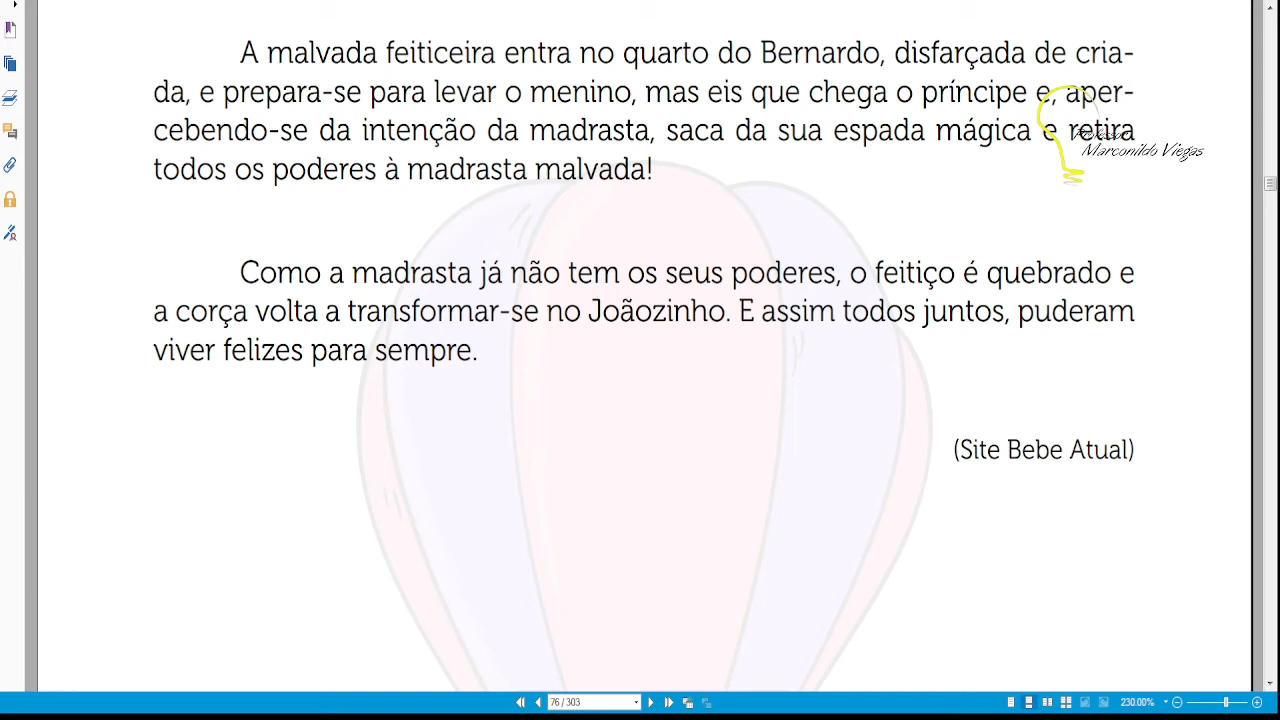 A malvada feiticeira entra no quarto do Bernardo, disfarçada de cria-
da, e prepara-se para levar o menino, mas eis que chega o príncipe e, aper-
cebendo-se da intenção da madrasta, saca da sua espada mágica e retira
Professor
Marconildo Viegas
todos os poderes à madrasta malvada!
Como a madrasta já não tem os seus poderes, o feitiço é quebrado e
a corça volta a transformar-se no Joãozinho. E assim todos juntos, puderam
viver felizes para sempre.
(Site Bebe Atual)
76 / 303
230.00%